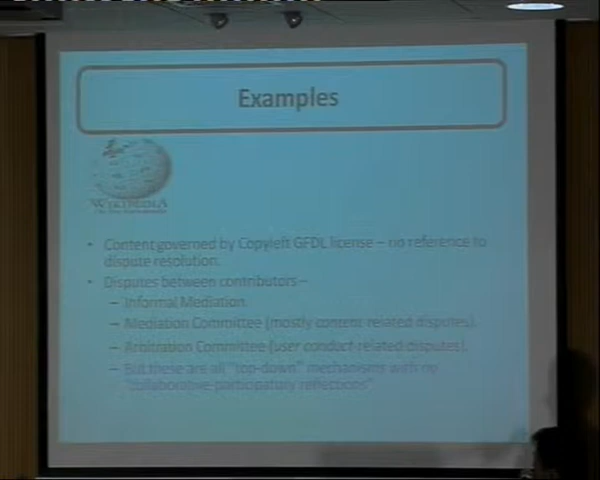 Examples
WIKIPEDIA
• Content governed by Copyleft GFDL license – no reference to
dispute resolution.
• Disputes between contributors –
– Informal Mediation.
– Mediation Committee (mostly content-related disputes).
– Arbitration Committee (user conduct-related disputes).
– But these are all "top-down" mechanisms with no
"collaborative-participatory reflections"